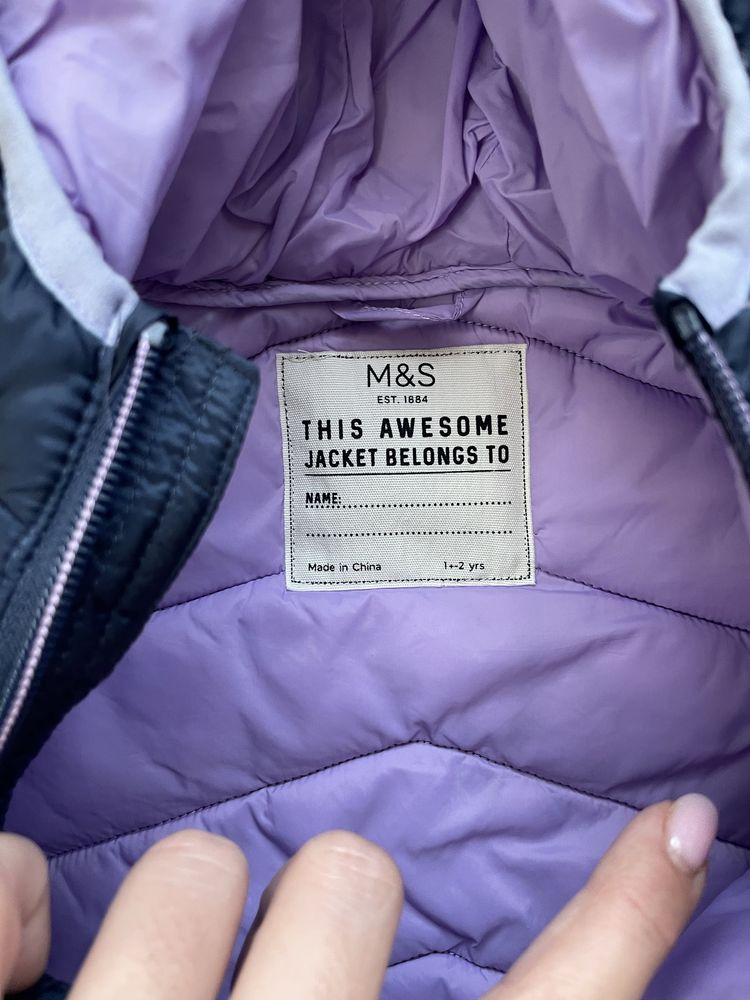 M&S
EST. 1884
THIS AWESOME
JACKET BELONGS TO
NAME:
Made in China 1+-2 yrs